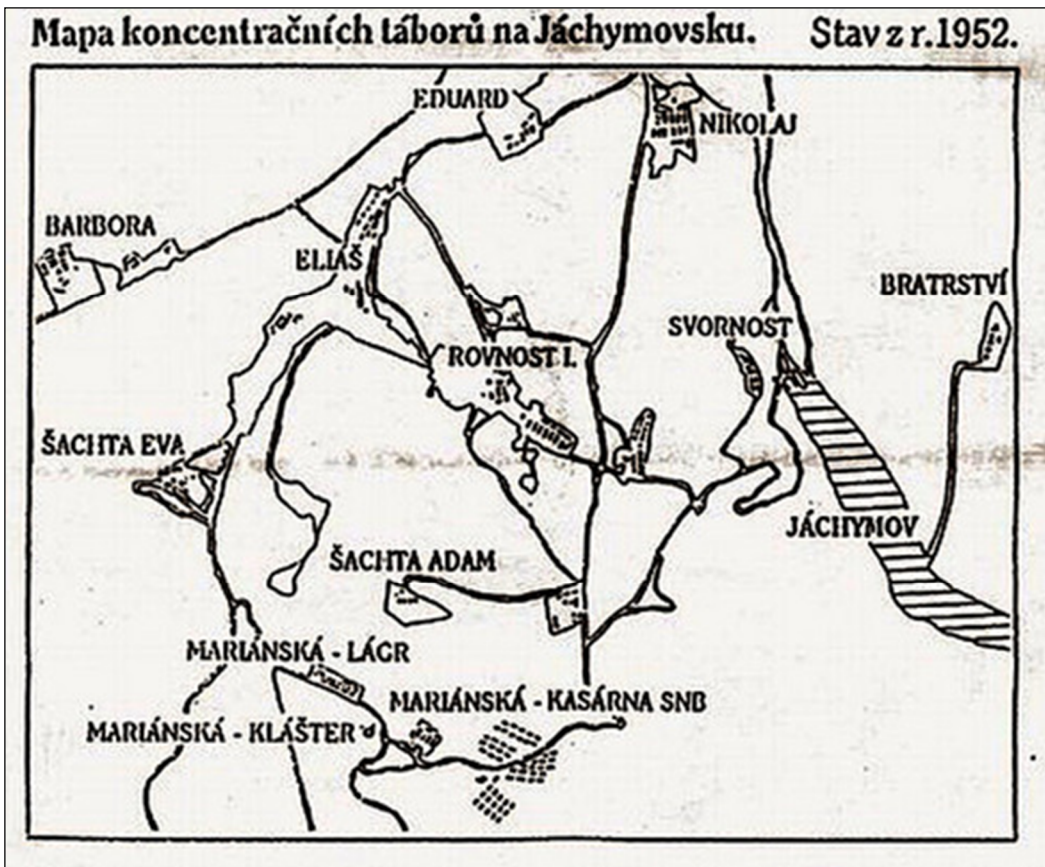 Mapa koncentračních táborů na Jáchymovsku. Stav z r. 1952.
EDUARD
NIKOLAJ
BARBORA
ELIAŠ
BRATRSTVÍ
SVORNOST
ROVNOST I.
ŠACHTA EVA
JÁCHYMOV
ŠACHTA ADAM
MARIÁNSKÁ - LÁGR
MARIÁNSKÁ - KASÁRNA SNB
MARIÁNSKÁ - KLÁŠTER